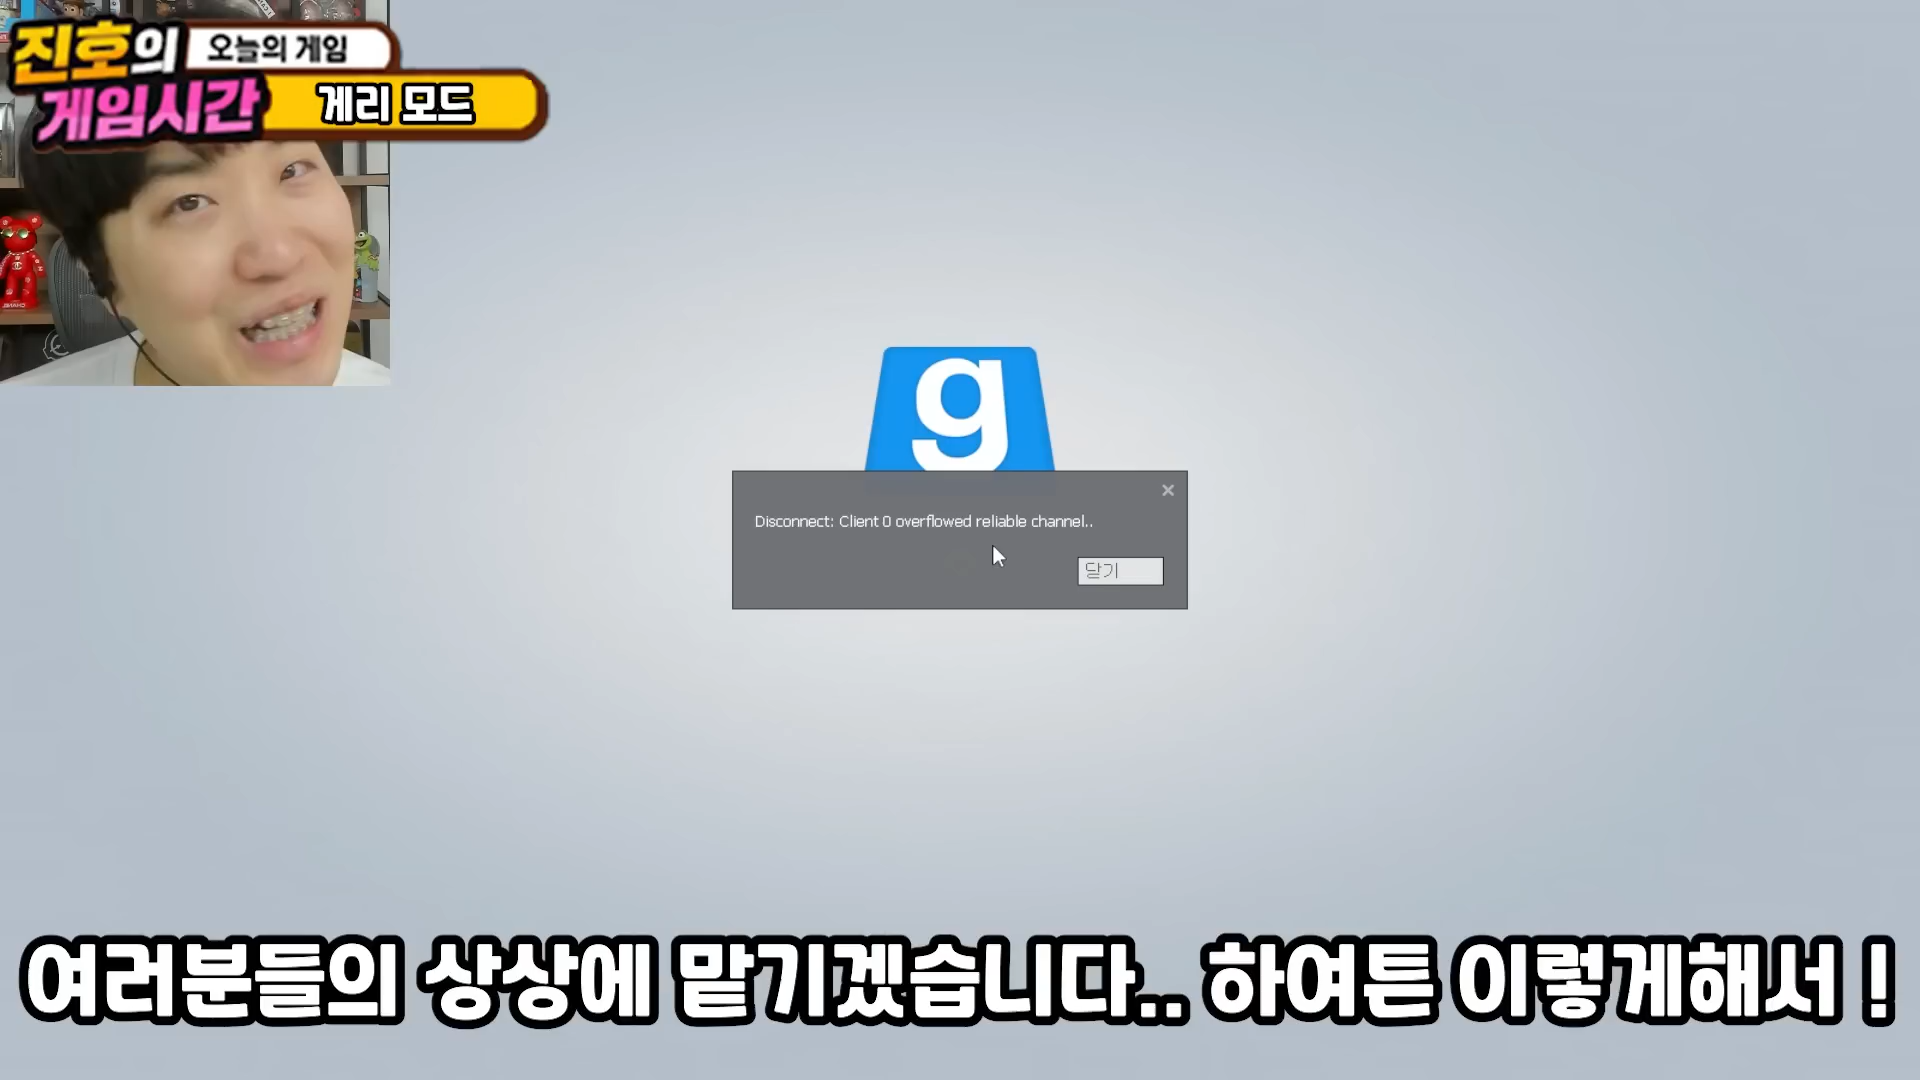 진호의
오늘의 게임
게임시간
게리 모드
g
Disconnect: Client 0 overflowed reliable channel..
닫기
여러분들의 상상에 맡기겠습니다.. 하여튼 이렇게해서 !